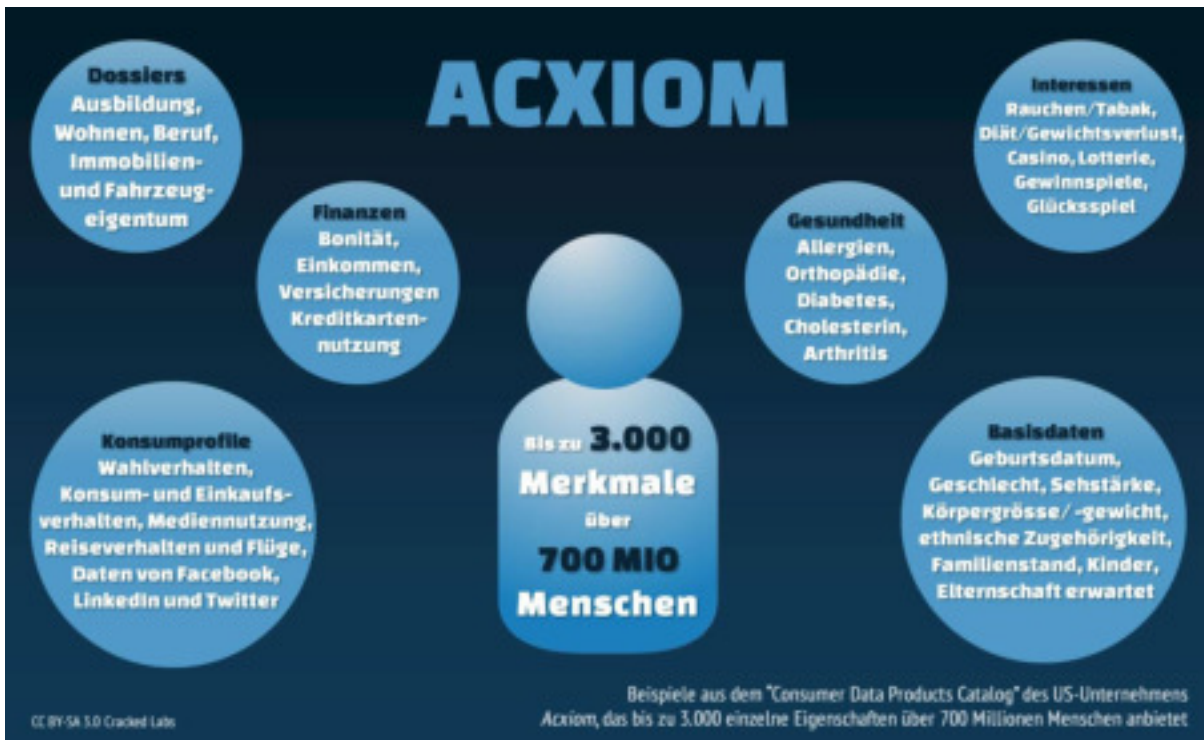 ACXIOM
Dossiers
Ausbildung,
Wohnen, Beruf,
Immobilien-
und Fahrzeug-
eigentum
Finanzen
Bonität,
Einkommen,
Versicherungen
Kreditkarten-
nutzung
Gesundheit
Allergien,
Orthopädie,
Diabetes,
Cholesterin,
Arthritis
Interessen
Rauchen/Tabak,
Diät/Gewichtsverlust,
Casino, Lotterie,
Gewinnspiele,
Glücksspiel
Konsumprofile
Wahlverhalten,
Konsum- und Einkaufs-
verhalten, Mediennutzung,
Reiseverhalten und Flüge,
Daten von Facebook,
LinkedIn und Twitter
Bis zu 3.000
Merkmale
über
700 MIO
Menschen
Basisdaten
Geburtsdatum,
Geschlecht, Sehstärke,
Körpergrösse/ -gewicht,
ethnische Zugehörigkeit,
Familienstand, Kinder,
Elternschaft erwartet
Beispiele aus dem "Consumer Data Products Catalog" des US-Unternehmens
Acxiom, das bis zu 3.000 einzelne Eigenschaften über 700 Millionen Menschen anbietet
CC BY-SA 3.0 Cracked Labs